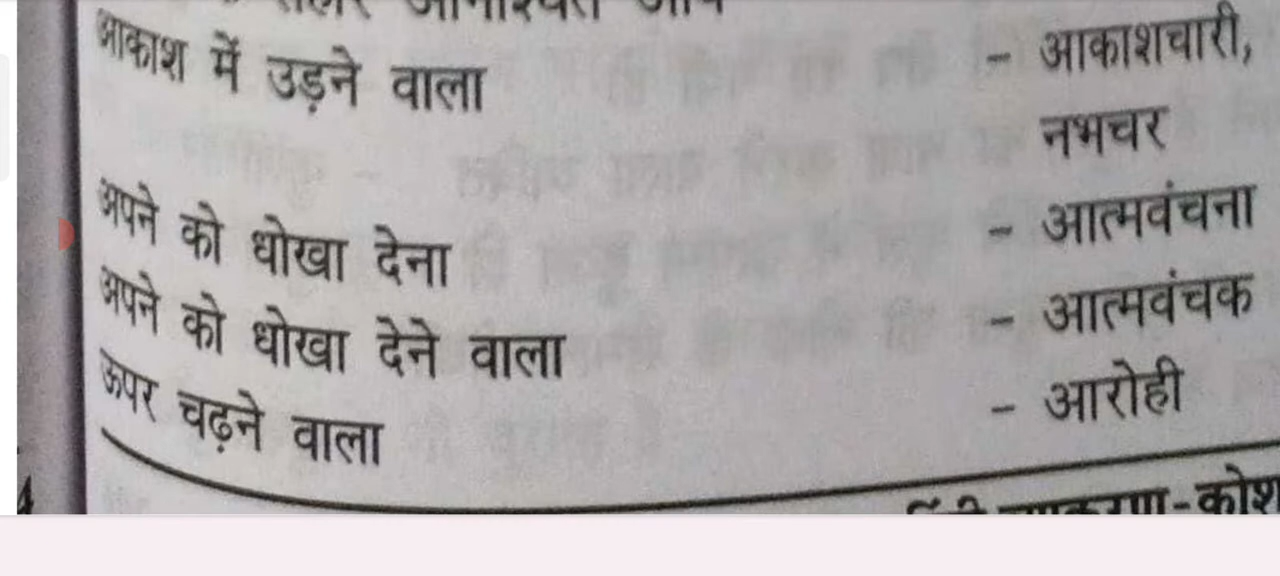 आकाश में उड़ने वाला - आकाशचारी,
नभचर
अपने को धोखा देना - आत्मवंचना
अपने को धोखा देने वाला - आत्मवंचक
ऊपर चढ़ने वाला - आरोही